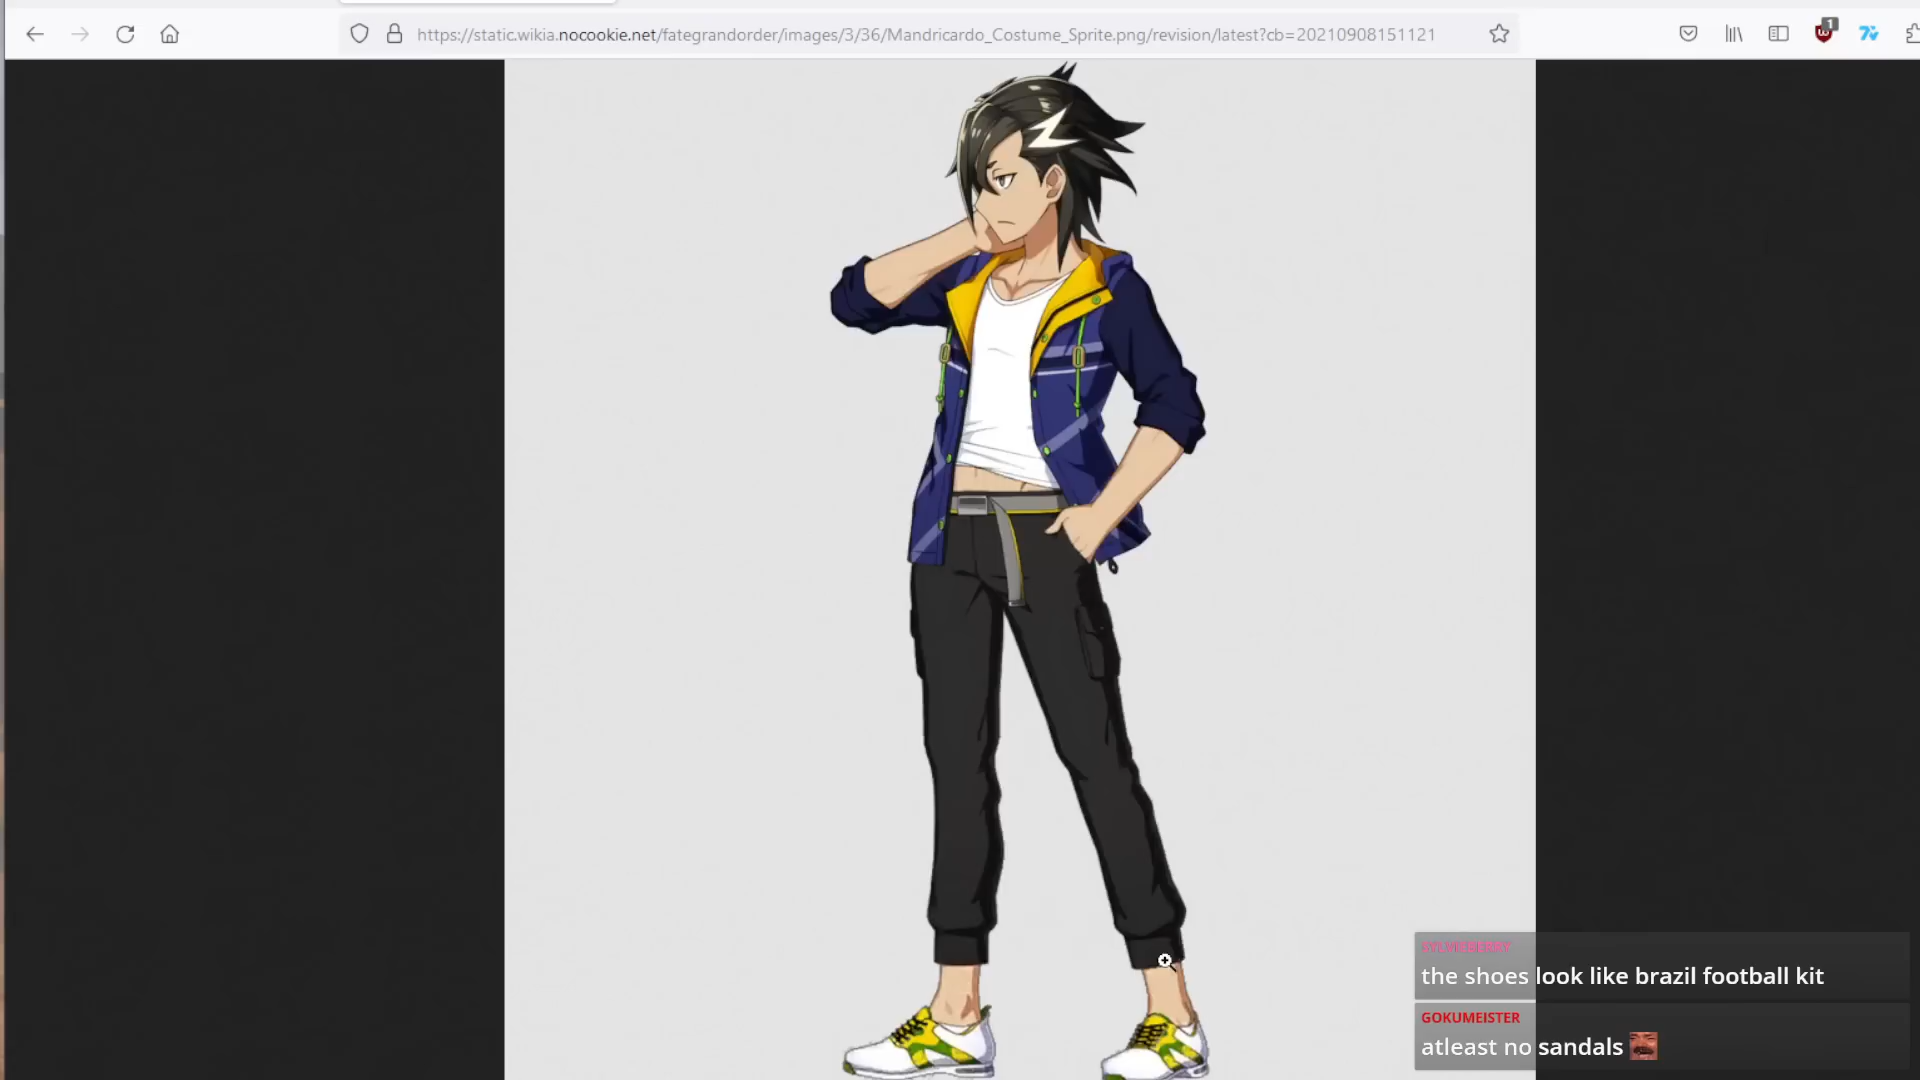 https://static.wikia.nocookie.net/fategrandorder/images/3/36/Mandricardo_Costume_Sprite.png/revision/latest?cb=20210908151121
1
the shoes look like brazil football kit
GOKUMEISTER
atleast no sandals